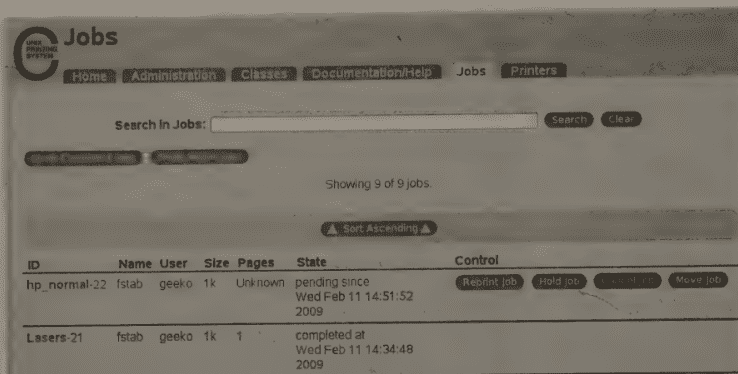 Jobs
UNIX
PRINTING
SYSTEM
Home Administration Classes Documentation/Help Jobs Printers
Search in Jobs: Search Clear
Showing 9 of 9 jobs.
▲ Sort Ascending ▲
ID Name User Size Pages State Control
hp_normal-22 fstab geeko 1k Unknown pending since Reprint Job Hold Job Move Job
Wed Feb 11 14:51:52
2009
Lasers-21 fstab geeko 1k 1 completed at
Wed Feb 11 14:34:48
2009